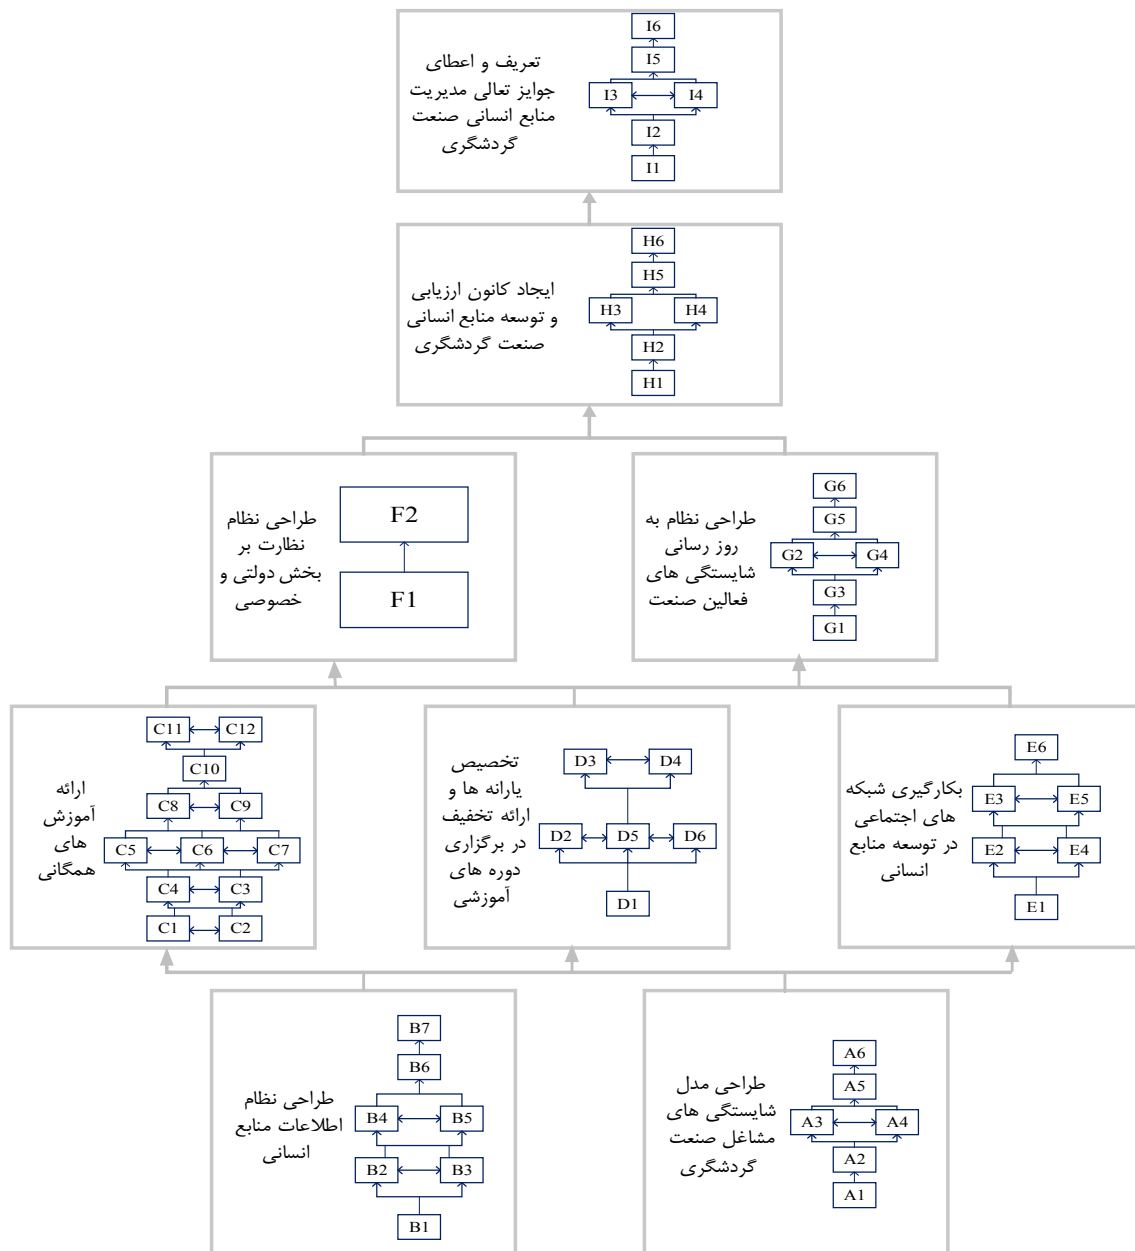 I6
I5
I3 I4
I2
I1
تعریف و اعطای
جوایز تعالی مدیریت
منابع انسانی صنعت
گردشگری
H6
H5
H3 H4
H2
H1
ایجاد کانون ارزیابی
و توسعه منابع انسانی
صنعت گردشگری
G6
G5
G2 G4
G3
G1
طراحی نظام به
روز رسانی
شایستگی های
فعالین صنعت
F2
F1
طراحی نظام
نظارت بر
بخش دولتی و
خصوصی
E6
E3 E5
E2 E4
E1
بکارگیری شبکه
های اجتماعی
در توسعه منابع
انسانی
D3 D4
D2 D5 D6
D1
تخصیص
یارانه ها و
ارائه تخفیف
در برگزاری
دوره های
آموزشی
C11 C12
C10
C8 C9
C5 C6 C7
C4 C3
C1 C2
ارائه
آموزش
های
همگانی
A6
A5
A3 A4
A2
A1
طراحی مدل
شایستگی های
مشاغل صنعت
گردشگری
B7
B6
B4 B5
B2 B3
B1
طراحی نظام
اطلاعات منابع
انسانی